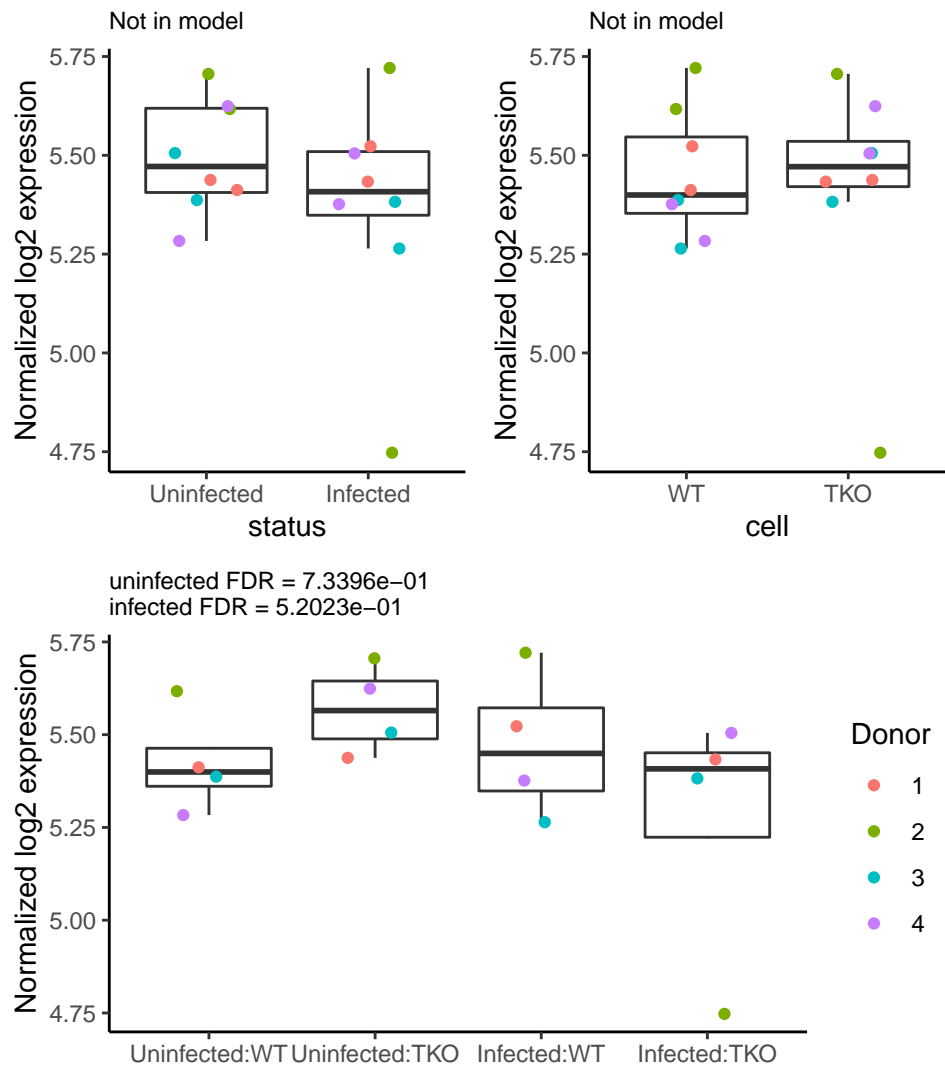 Not in model
Normalized log2 expression
5.75
5.50
5.25
5.00
4.75
Uninfected Infected
status
Not in model
Normalized log2 expression
5.75
5.50
5.25
5.00
4.75
WT TKO
cell
uninfected FDR = 7.3396e−01
infected FDR = 5.2023e−01
Normalized log2 expression
5.75
5.50
5.25
5.00
4.75
Uninfected:WT Uninfected:TKO Infected:WT Infected:TKO
Donor
1
2
3
4